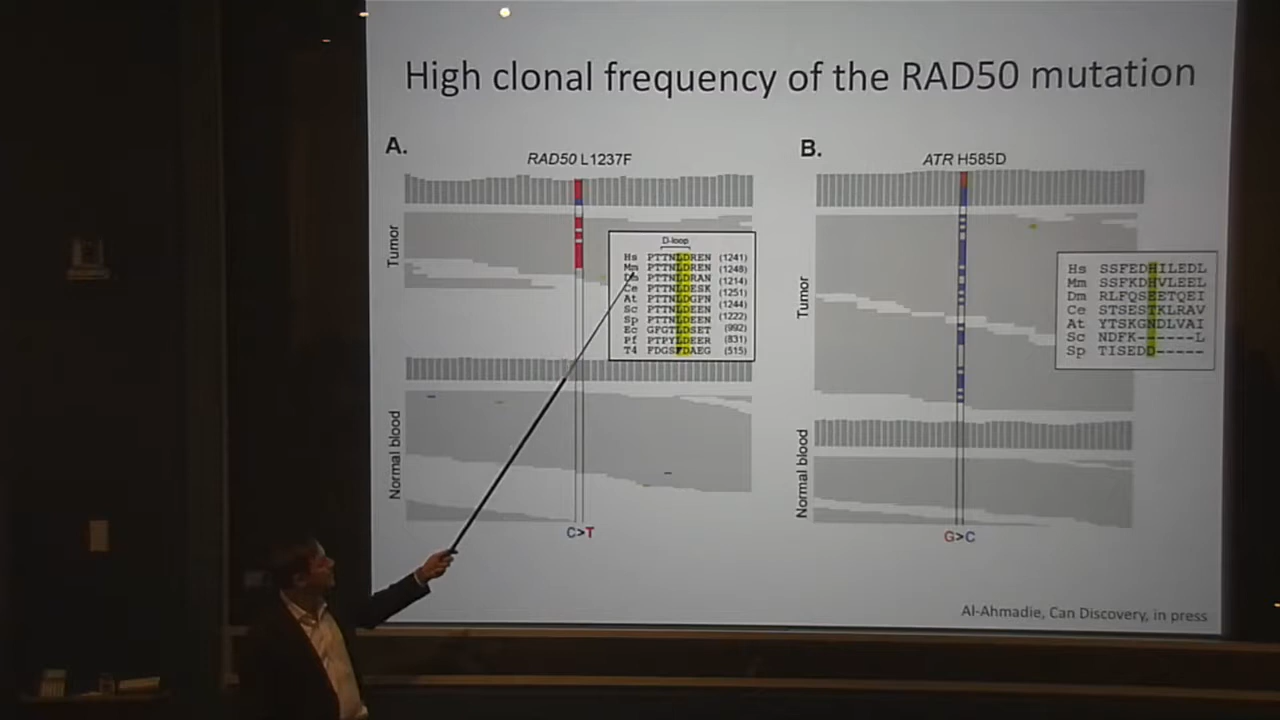 High clonal frequency of the RAD50 mutation
A.
RAD50 L1237F
Tumor
D-loop
Hs PTTNLDREN (1241)
Mm PTTNLDREN (1248)
Dm PTTNLDRAN (1214)
Ce PTTNLDESK (1251)
At PTTNLDGPN (1244)
Sc PTTNLDEEN
Sp PTTNLDEEN (1222)
Ec GFGTLDSET (992)
Pf PTPYLDEER (831)
T4 FDGSFDAEG (515)
Normal blood
C>T
B.
ATR H585D
Tumor
Hs SSFEDHILEDL
Mm SSFKDHVLEEL
Dm RLFQSEETQEI
Ce STSESTKLRAV
At YTSKGNDLVAI
Sc NDFK------L
Sp TISEDD-----
Normal blood
G>C
Al-Ahmadie, Can Discovery, in press